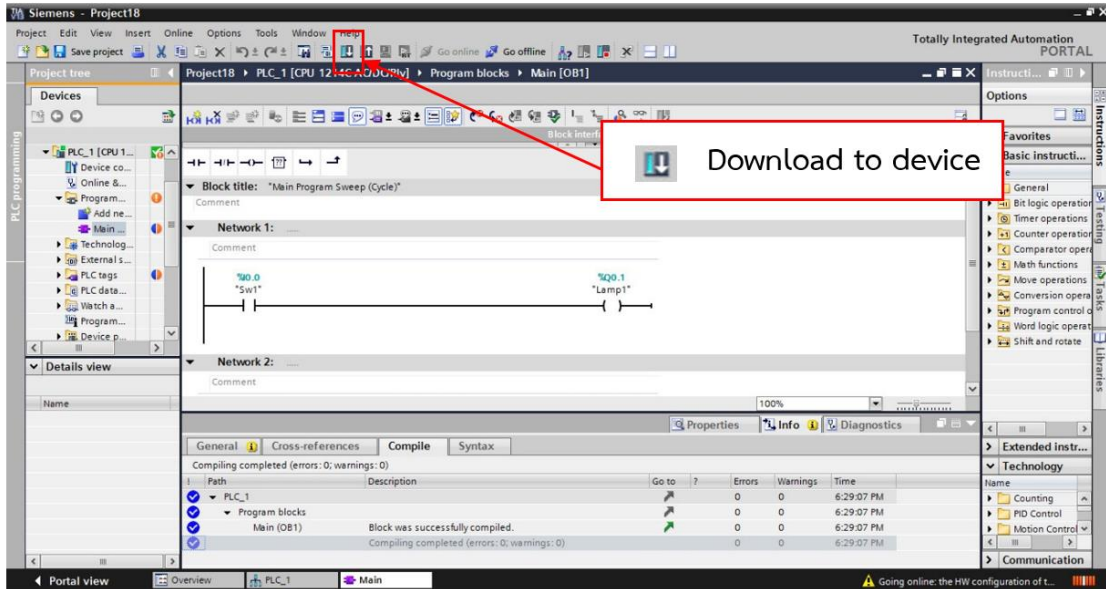 Siemens - Project18
Project Edit View Insert Online Options Tools Window Help
Totally Integrated Automation
PORTAL
Save project
Go online
Go offline
Project tree
Project18 PLC_1 [CPU 1214C Program blocks Main [OB1]
Instructi...
Devices
Options
PLC programming
PLC_1 [CPU 1...
Device co...
Online &...
Program...
Add ne...
Main ...
Technolog...
External s...
PLC tags
PLC data...
Watch a...
Program...
Device p...
Details view
Name
Block interf
Block title: "Main Program Sweep (Cycle)"
Comment
Network 1: .....
Comment
%I0.0
"Sw1"
%Q0.1
"Lamp1"
Network 2: .....
Comment
100%
Download to device
Favorites
Basic instructi...
General
Bit logic operation
Timer operations
Counter operation
Comparator opera
Math functions
Move operations
Conversion opera
Program control o
Word logic operat
Shift and rotate
Extended instr...
Technology
Name
Counting
PID Control
Motion Control
Communication
Instructions
Testing
Tasks
Libraries
Properties
Info
Diagnostics
General
Cross-references
Compile
Syntax
Compiling completed (errors: 0; warnings: 0)
! Path Description Go to ? Errors Warnings Time
PLC_1 0 0 6:29:07 PM
Program blocks 0 0 6:29:07 PM
Main (OB1) Block was successfully compiled. 0 0 6:29:07 PM
Compiling completed (errors: 0; warnings: 0) 0 0 6:29:07 PM
Portal view
Overview
PLC_1
Main
Going online: the HW configuration of t...